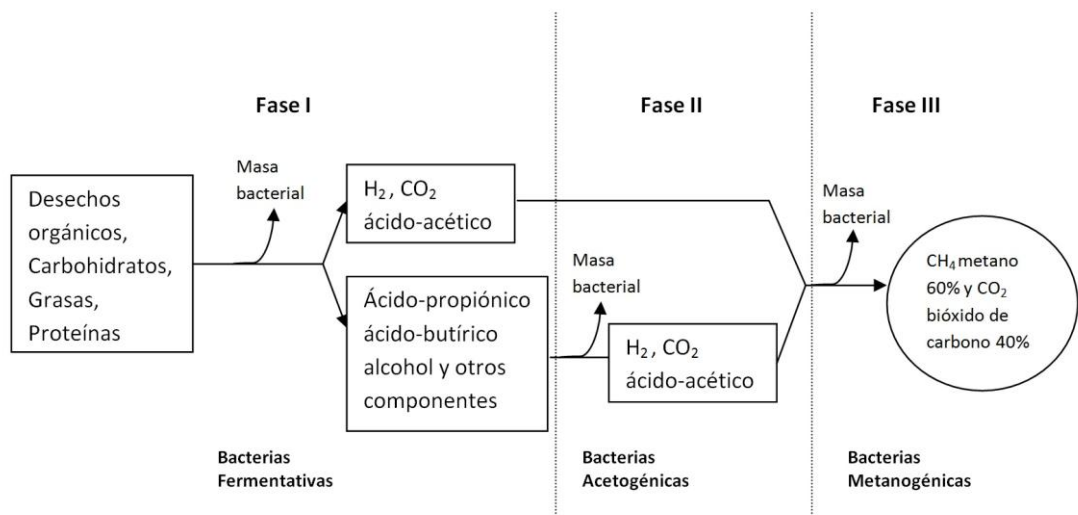 Fase I
Fase II
Fase III
Desechos
orgánicos,
Carbohidratos,
Grasas,
Proteínas
Masa
bacterial
H₂, CO₂
ácido-acético
Ácido-propiónico
ácido-butírico
alcohol y otros
componentes
Masa
bacterial
H₂, CO₂
ácido-acético
Masa
bacterial
CH₄ metano
60% y CO₂
bióxido de
carbono 40%
Bacterias
Fermentativas
Bacterias
Acetogénicas
Bacterias
Metanogénicas